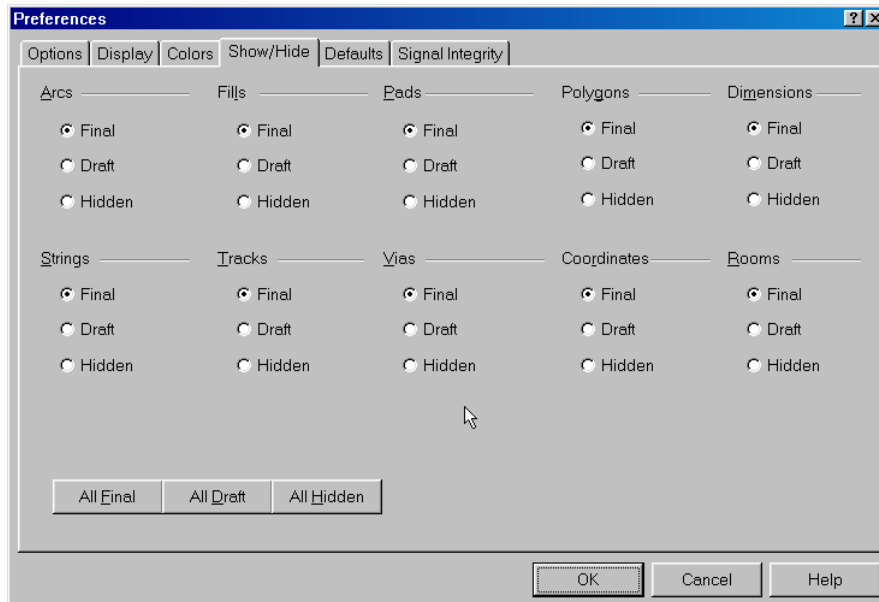 Preferences
Options Display Colors Show/Hide Defaults Signal Integrity
Arcs Fills Pads Polygons Dimensions
Final Final Final Final Final
Draft Draft Draft Draft Draft
Hidden Hidden Hidden Hidden Hidden
Strings Tracks Vias Coordinates Rooms
Final Final Final Final Final
Draft Draft Draft Draft Draft
Hidden Hidden Hidden Hidden Hidden
All Final All Draft All Hidden
OK Cancel Help